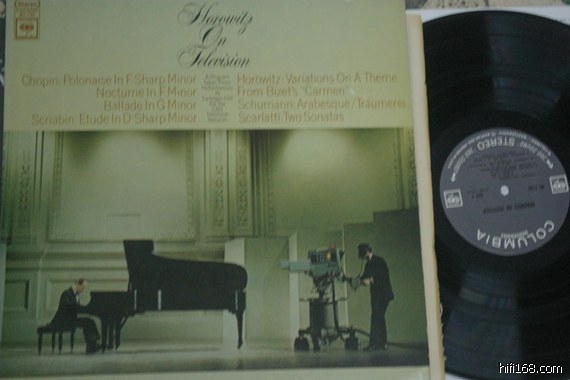 Stereo
Horowitz
On
Television
Chopin: Polonaise In F-Sharp Minor
Nocturne In F Minor
Ballade In G Minor
Scriabin: Etude In D-Sharp Minor
Horowitz: Variations On A Theme
From Bizet's "Carmen"
Schumann: Arabesque/Träumerei
Scarlatti: Two Sonatas
STEREO
COLUMBIA
hifi168.com